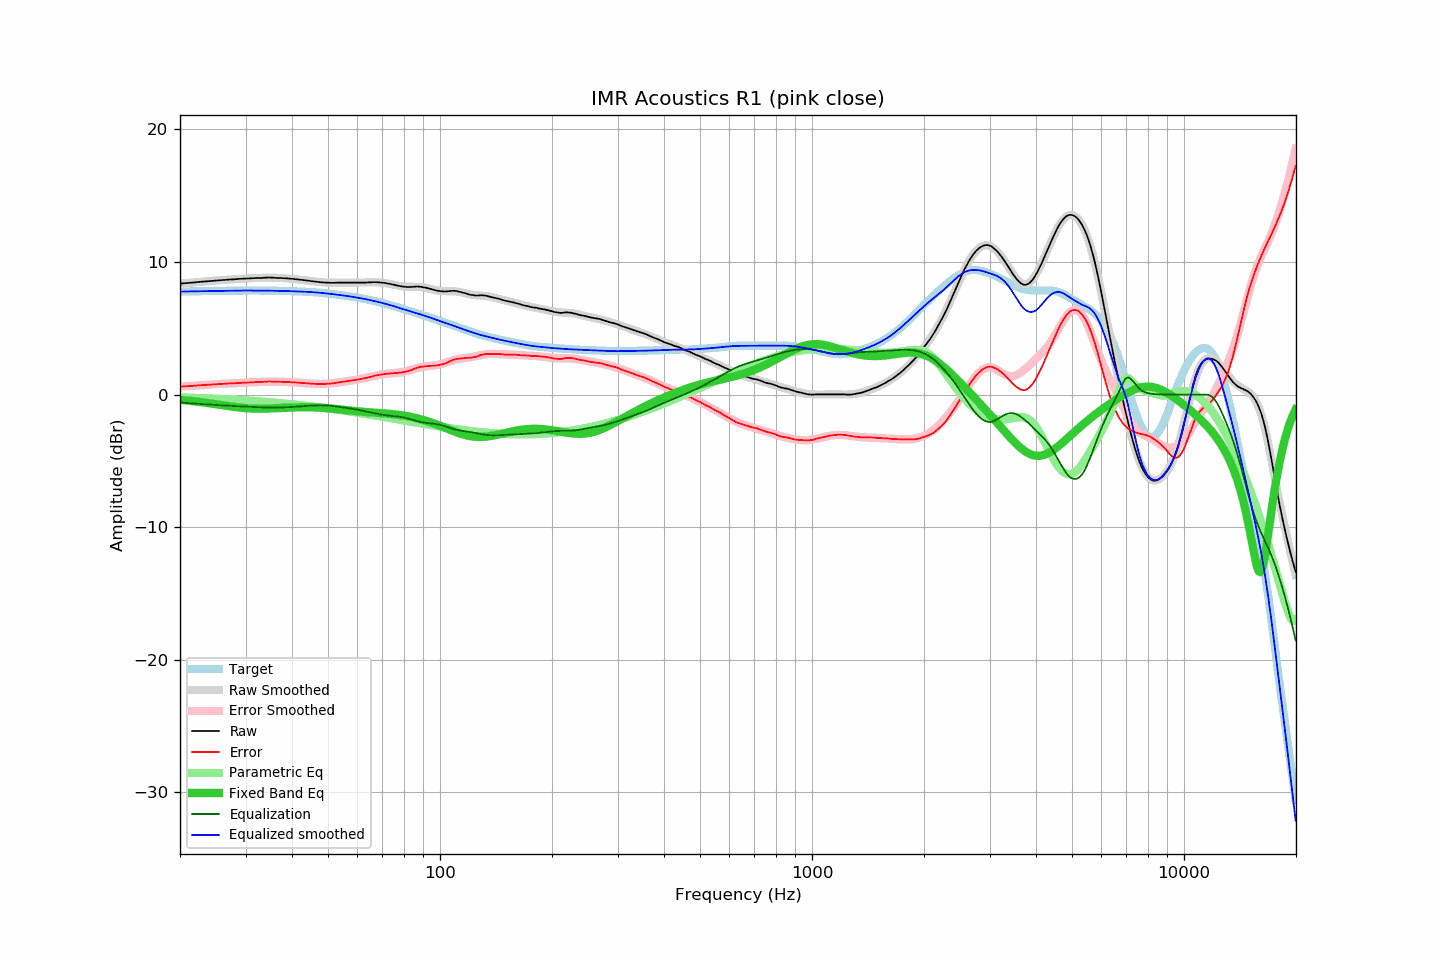 IMR Acoustics R1 (pink close)
20
10
0
−10
−20
−30
Amplitude (dBr)
Target
Raw Smoothed
Error Smoothed
Raw
Error
Parametric Eq
Fixed Band Eq
Equalization
Equalized smoothed
100
1000
10000
Frequency (Hz)